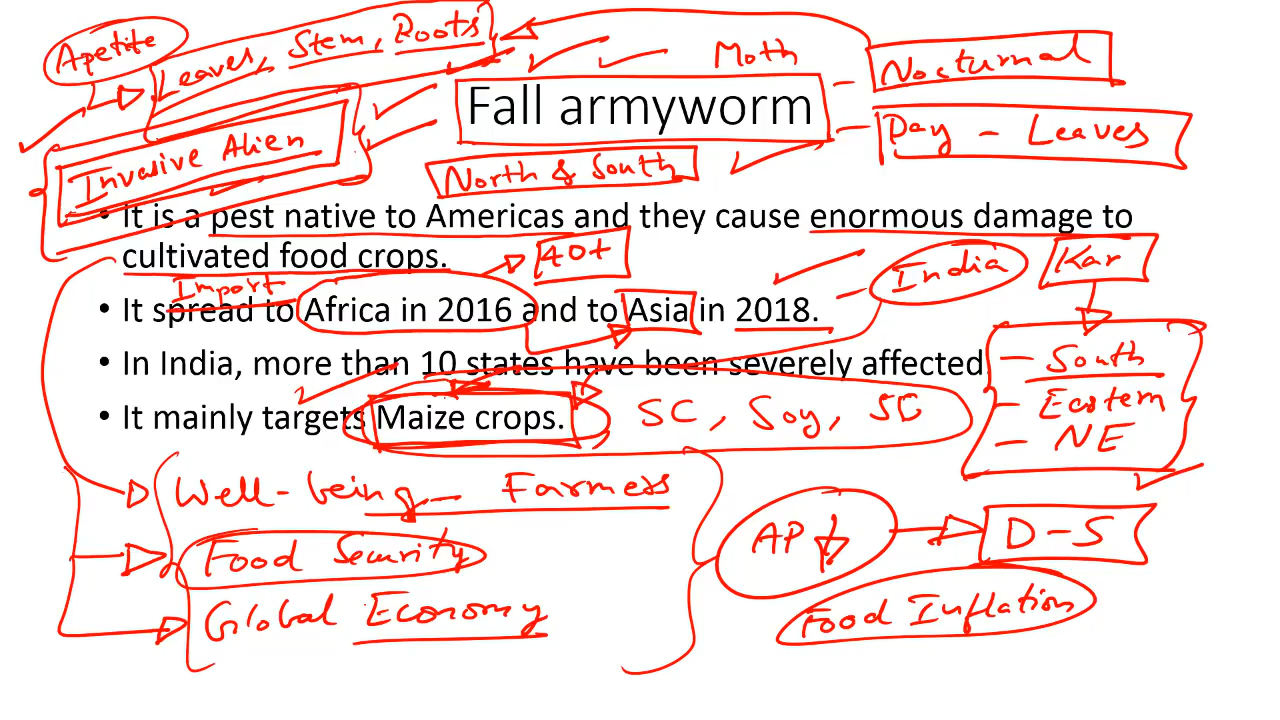 Apetite
Leaves, Stem, Roots
Moth
Nocturnal
Fall armyworm
Day - Leaves
Invasive Alien
North & South
• It is a pest native to Americas and they cause enormous damage to
cultivated food crops.
40+
India
Kar
Import
• It spread to Africa in 2016 and to Asia in 2018.
• In India, more than 10 states have been severely affected
- South
- Eastern
- NE
• It mainly targets Maize crops.
SC, Soy, SC
Well-being - Farmers
Food Security
Global Economy
AP
D-S
Food Inflation